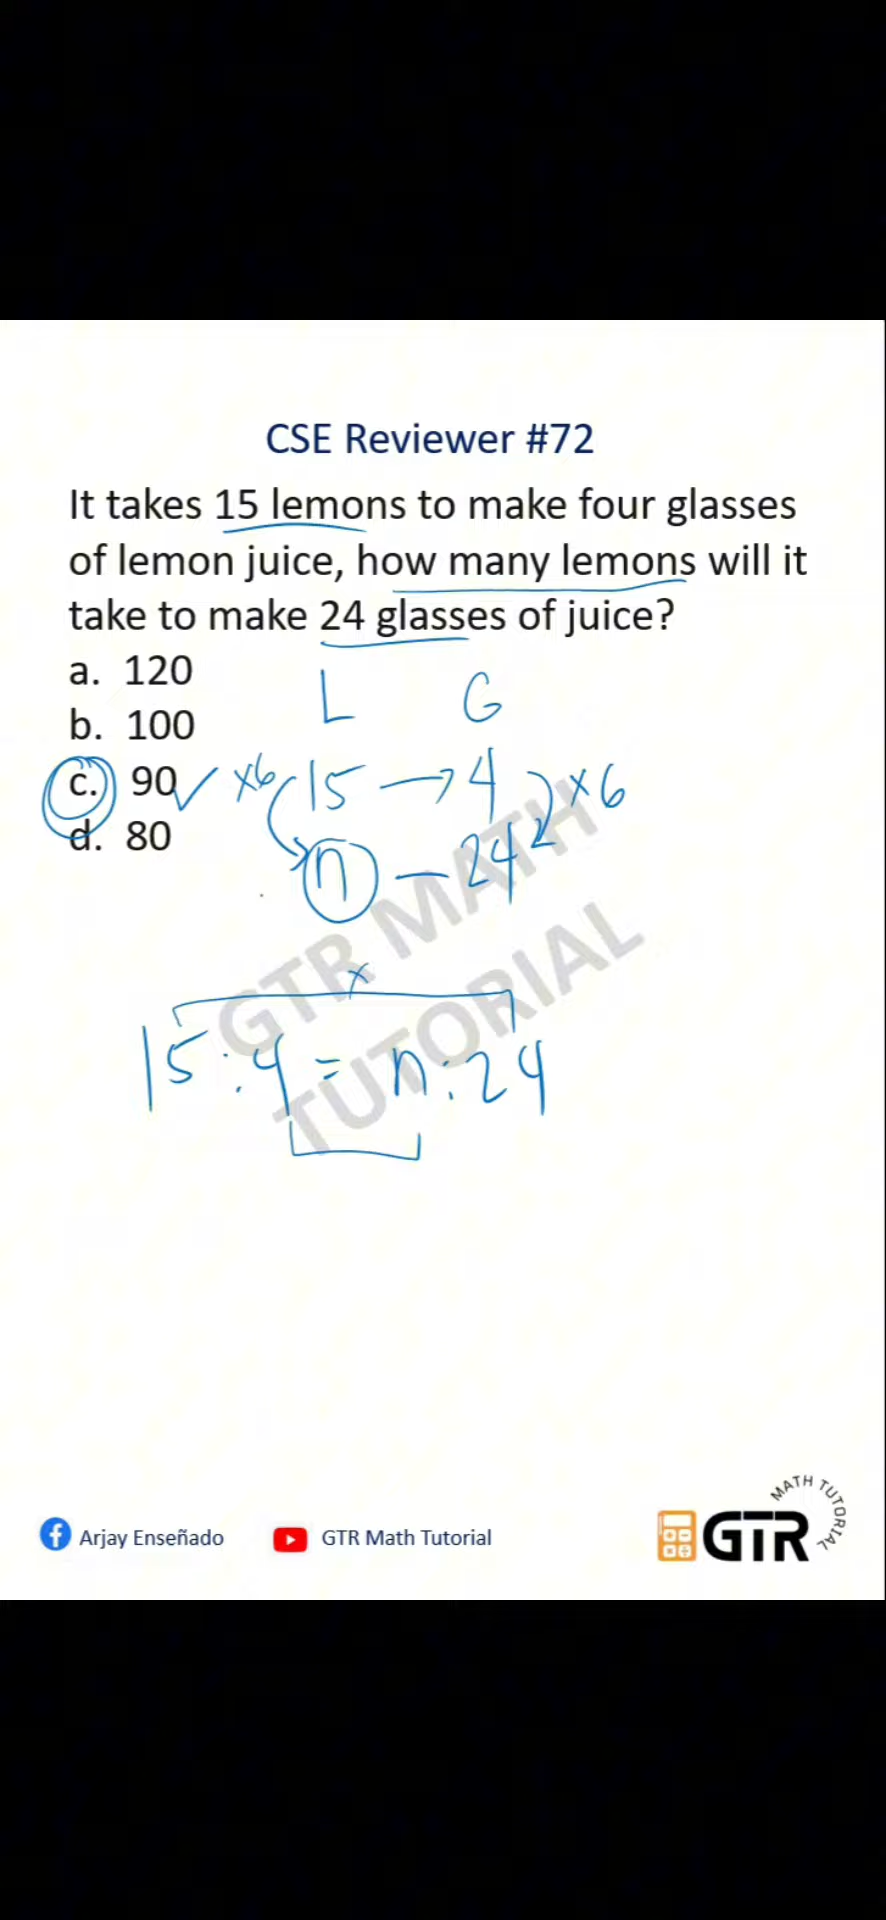 CSE Reviewer #72
It takes 15 lemons to make four glasses
of lemon juice, how many lemons will it
take to make 24 glasses of juice?
a. 120
L G
b. 100
c. 90 ✓ ×6 15 → 4 ×6
d. 80
n — 24
GTR MATH
TUTORIAL
×
15 : 4 = n : 24
Arjay Enseñado
GTR Math Tutorial
GTR MATH TUTORIAL